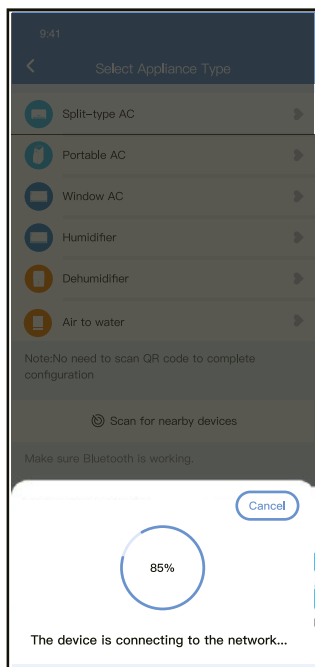 9:41
Select Appliance Type
Split-type AC
Portable AC
Window AC
Humidifier
Dehumidifier
Air to water
Note:No need to scan QR code to complete
configuration
Scan for nearby devices
Make sure Bluetooth is working.
Cancel
85%
The device is connecting to the network...